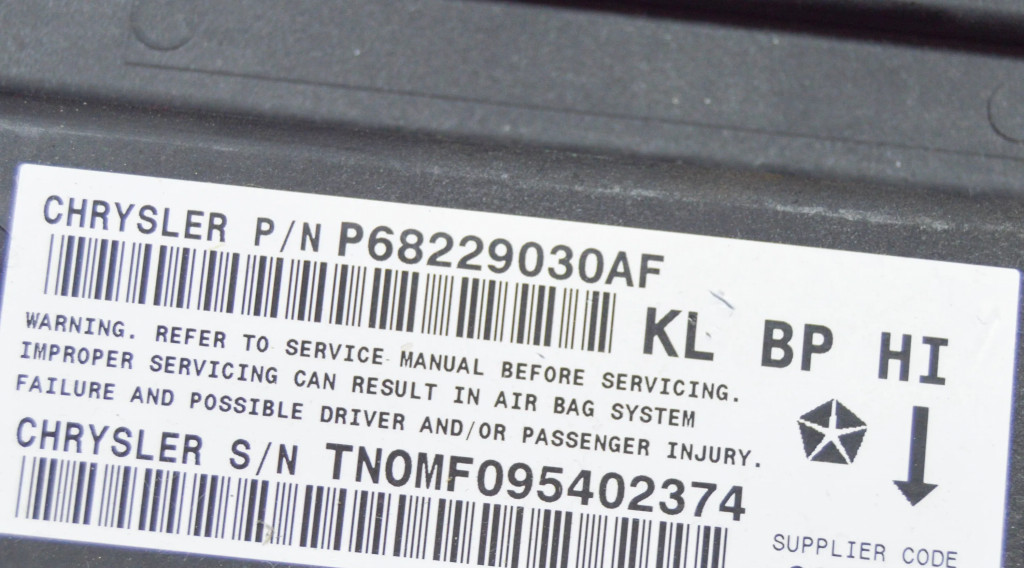 CHRYSLER P/N P68229030AF
KL BP HI
WARNING. REFER TO SERVICE MANUAL BEFORE SERVICING.
IMPROPER SERVICING CAN RESULT IN AIR BAG SYSTEM
FAILURE AND POSSIBLE DRIVER AND/OR PASSENGER INJURY.
CHRYSLER S/N TN0MF095402374
SUPPLIER CODE